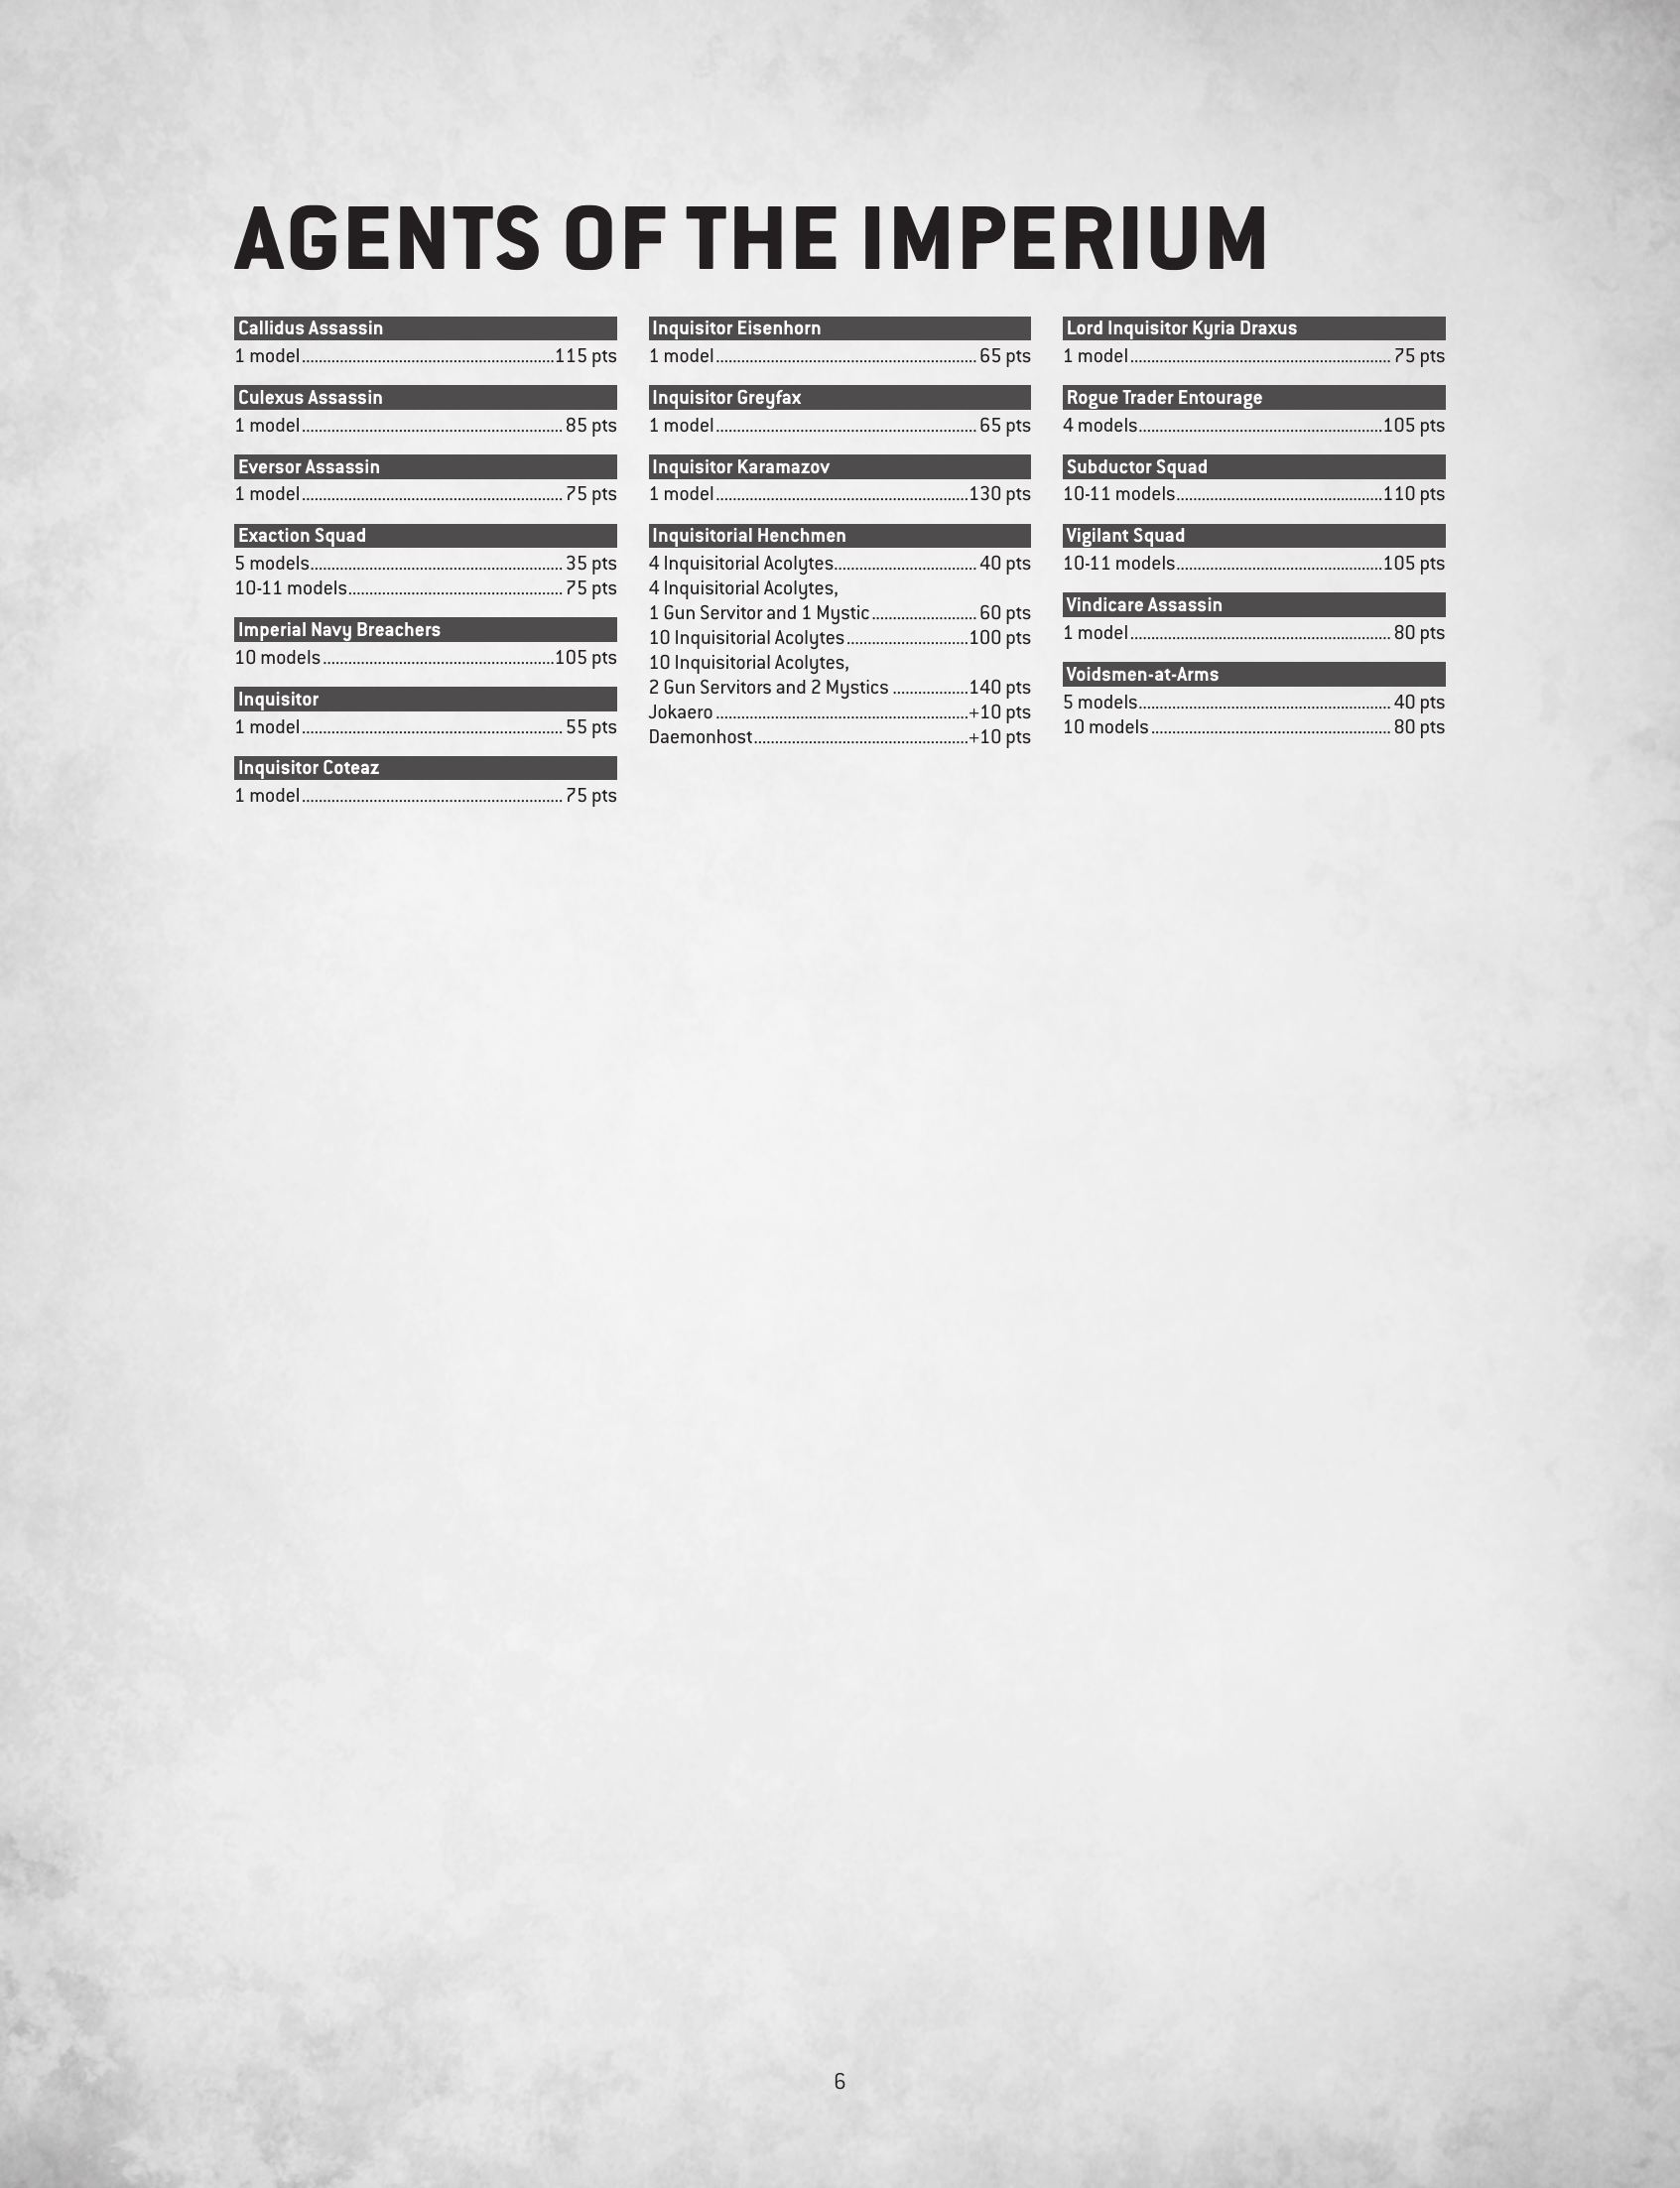 AGENTS OF THE IMPERIUM
Callidus Assassin
1 model............................................................115 pts
Culexus Assassin
1 model.............................................................. 85 pts
Eversor Assassin
1 model.............................................................. 75 pts
Exaction Squad
5 models............................................................ 35 pts
10-11 models................................................... 75 pts
Imperial Navy Breachers
10 models.......................................................105 pts
Inquisitor
1 model.............................................................. 55 pts
Inquisitor Coteaz
1 model.............................................................. 75 pts
Inquisitor Eisenhorn
1 model.............................................................. 65 pts
Inquisitor Greyfax
1 model.............................................................. 65 pts
Inquisitor Karamazov
1 model............................................................130 pts
Inquisitorial Henchmen
4 Inquisitorial Acolytes.................................. 40 pts
4 Inquisitorial Acolytes,
1 Gun Servitor and 1 Mystic......................... 60 pts
10 Inquisitorial Acolytes.............................100 pts
10 Inquisitorial Acolytes,
2 Gun Servitors and 2 Mystics ..................140 pts
Jokaero............................................................+10 pts
Daemonhost...................................................+10 pts
Lord Inquisitor Kyria Draxus
1 model.............................................................. 75 pts
Rogue Trader Entourage
4 models..........................................................105 pts
Subductor Squad
10-11 models.................................................110 pts
Vigilant Squad
10-11 models.................................................105 pts
Vindicare Assassin
1 model.............................................................. 80 pts
Voidsmen-at-Arms
5 models............................................................ 40 pts
10 models......................................................... 80 pts
6